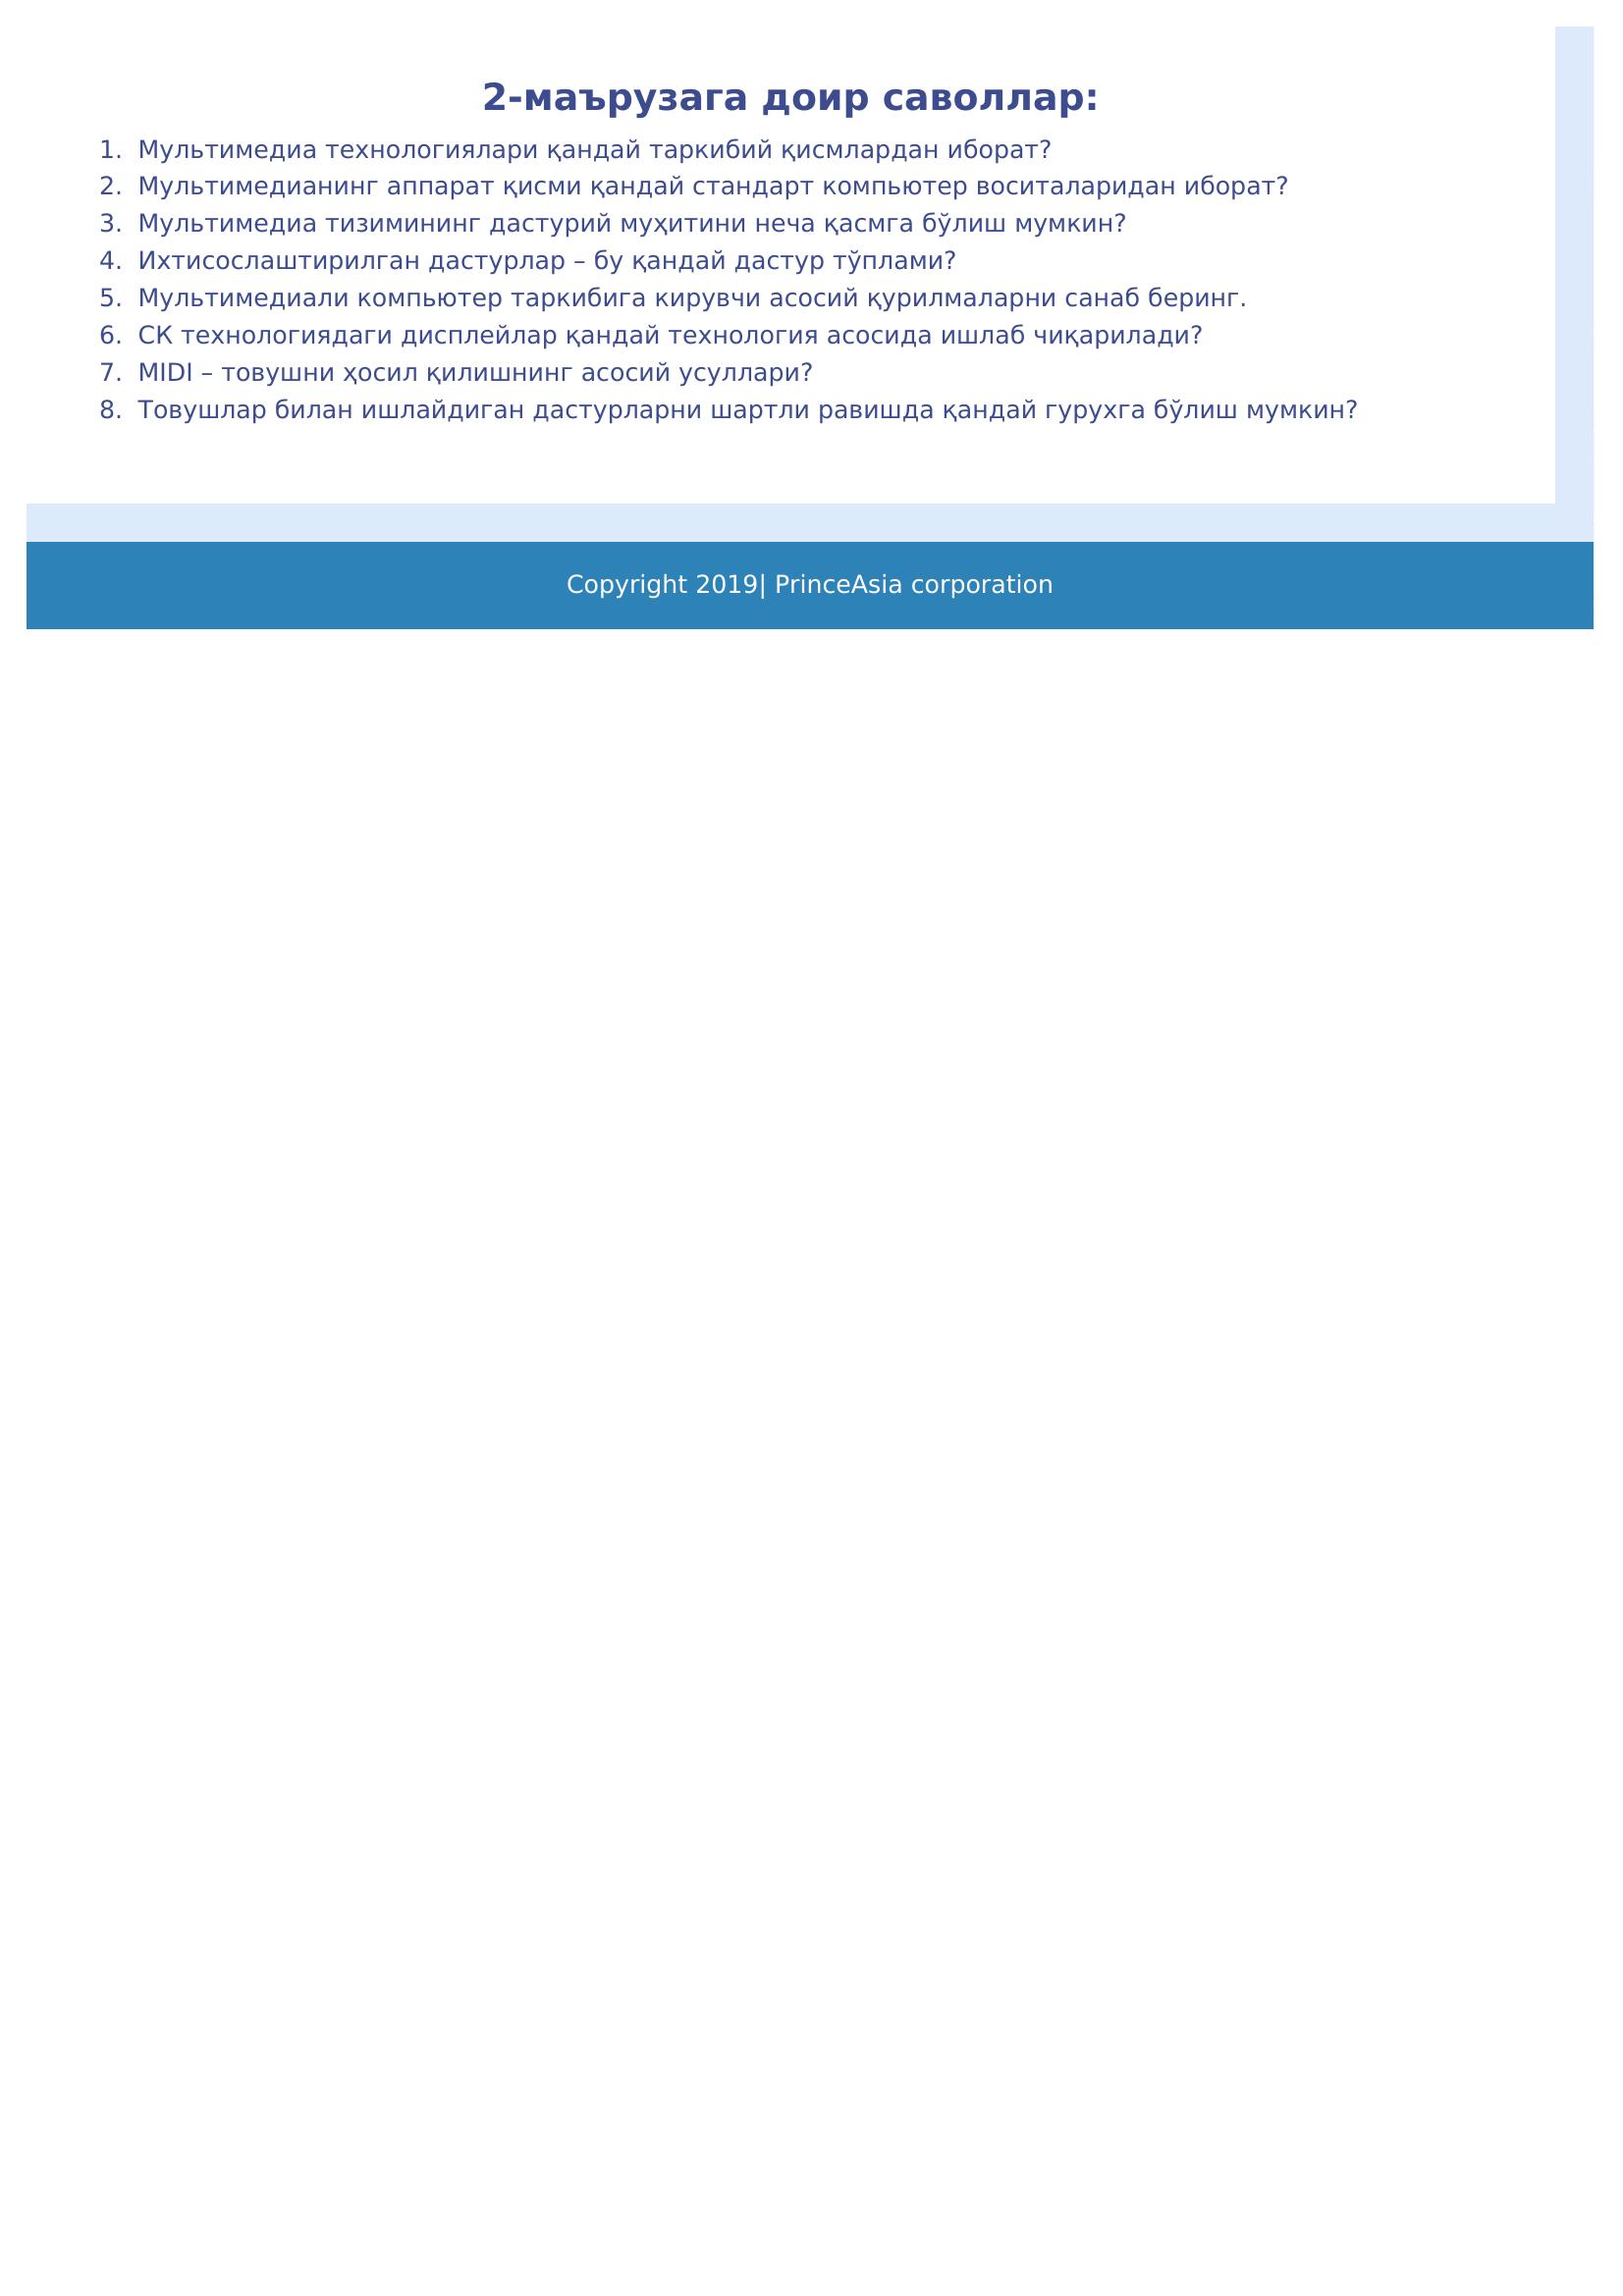 2-маърузага доир саволлар:
1. Мультимедиа технологиялари қандай таркибий қисмлардан иборат?
2. Мультимедианинг аппарат қисми қандай стандарт компьютер воситаларидан иборат?
3. Мультимедиа тизимининг дастурий муҳитини неча қасмга бўлиш мумкин?
4. Ихтисослаштирилган дастурлар – бу қандай дастур тўплами?
5. Мультимедиали компьютер таркибига кирувчи асосий қурилмаларни санаб беринг.
6. СК технологиядаги дисплейлар қандай технология асосида ишлаб чиқарилади?
7. MIDI – товушни ҳосил қилишнинг асосий усуллари?
8. Товушлар билан ишлайдиган дастурларни шартли равишда қандай гурухга бўлиш мумкин?
Copyright 2019| PrinceAsia corporation